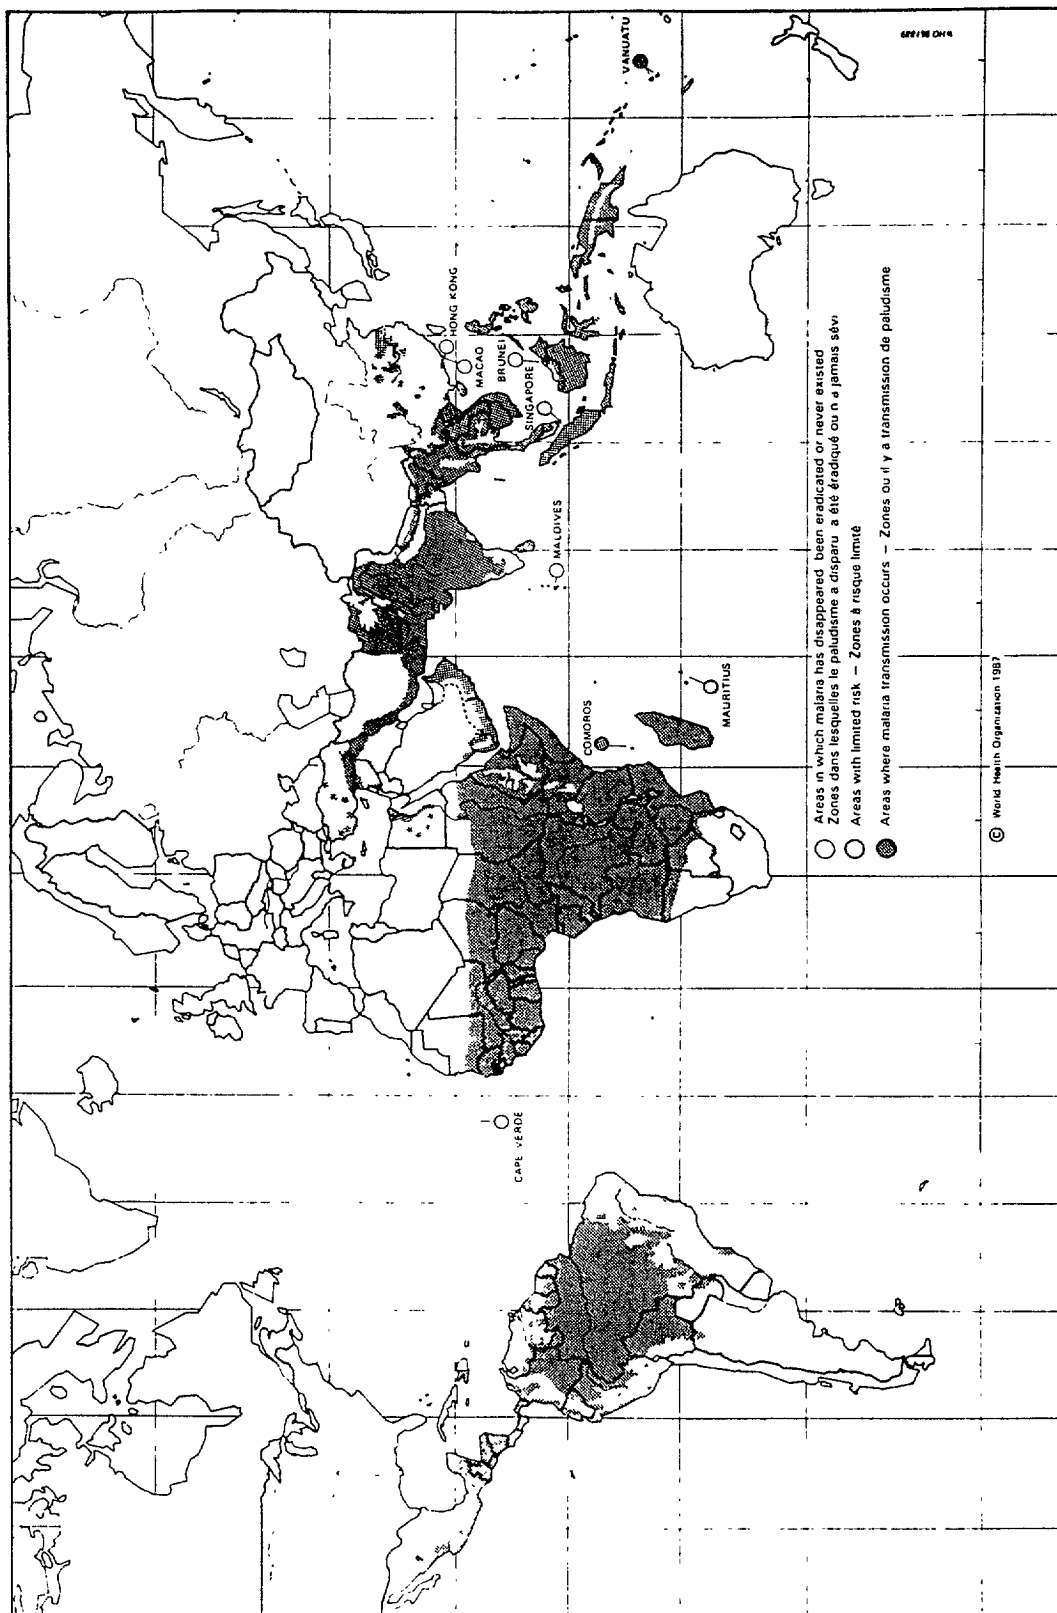 VANUATU
HONG KONG
MACAO
BRUNEI
SINGAPORE
MALDIVES
COMOROS
MAURITIUS
CAPE VERDE
Areas in which malaria has disappeared been eradicated or never existed
Zones dans lesquelles le paludisme a disparu a été éradiqué ou n a jamais sévi
Areas with limited risk – Zones à risque limité
Areas where malaria transmission occurs – Zones ou il y a transmission de paludisme
© World Health Organization 1987
WHO